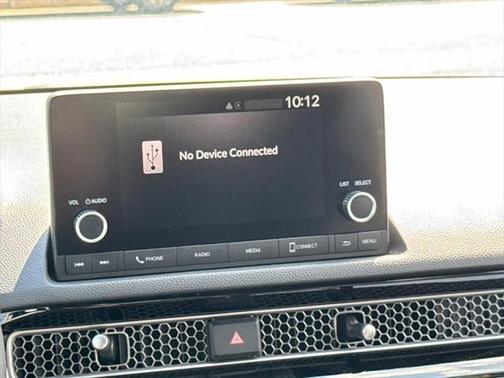 10:12
No Device Connected
VOL AUDIO
LIST SELECT
PHONE RADIO MEDIA CONNECT MENU